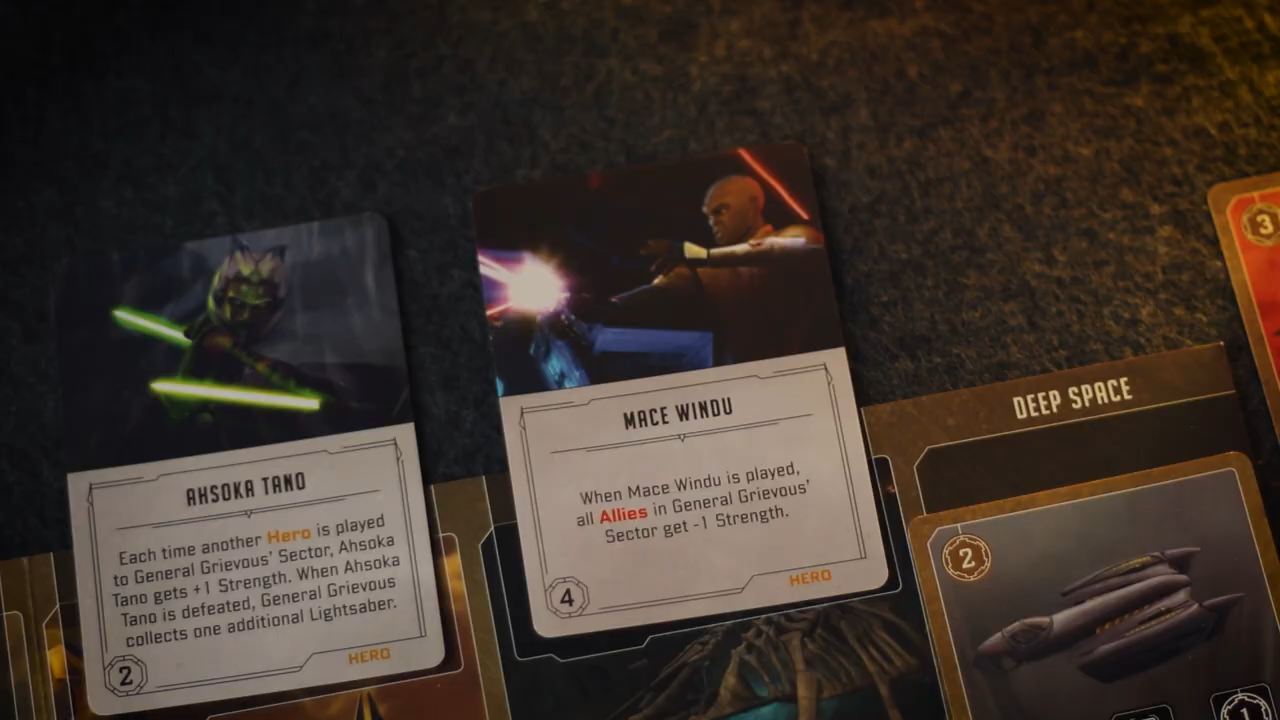 AHSOKA TANO
Each time another Hero is played
to General Grievous' Sector, Ahsoka
Tano gets +1 Strength. When Ahsoka
Tano is defeated, General Grievous
collects one additional Lightsaber.
2
HERO
MACE WINDU
When Mace Windu is played,
all Allies in General Grievous'
Sector get -1 Strength.
4
HERO
DEEP SPACE
2
1
3